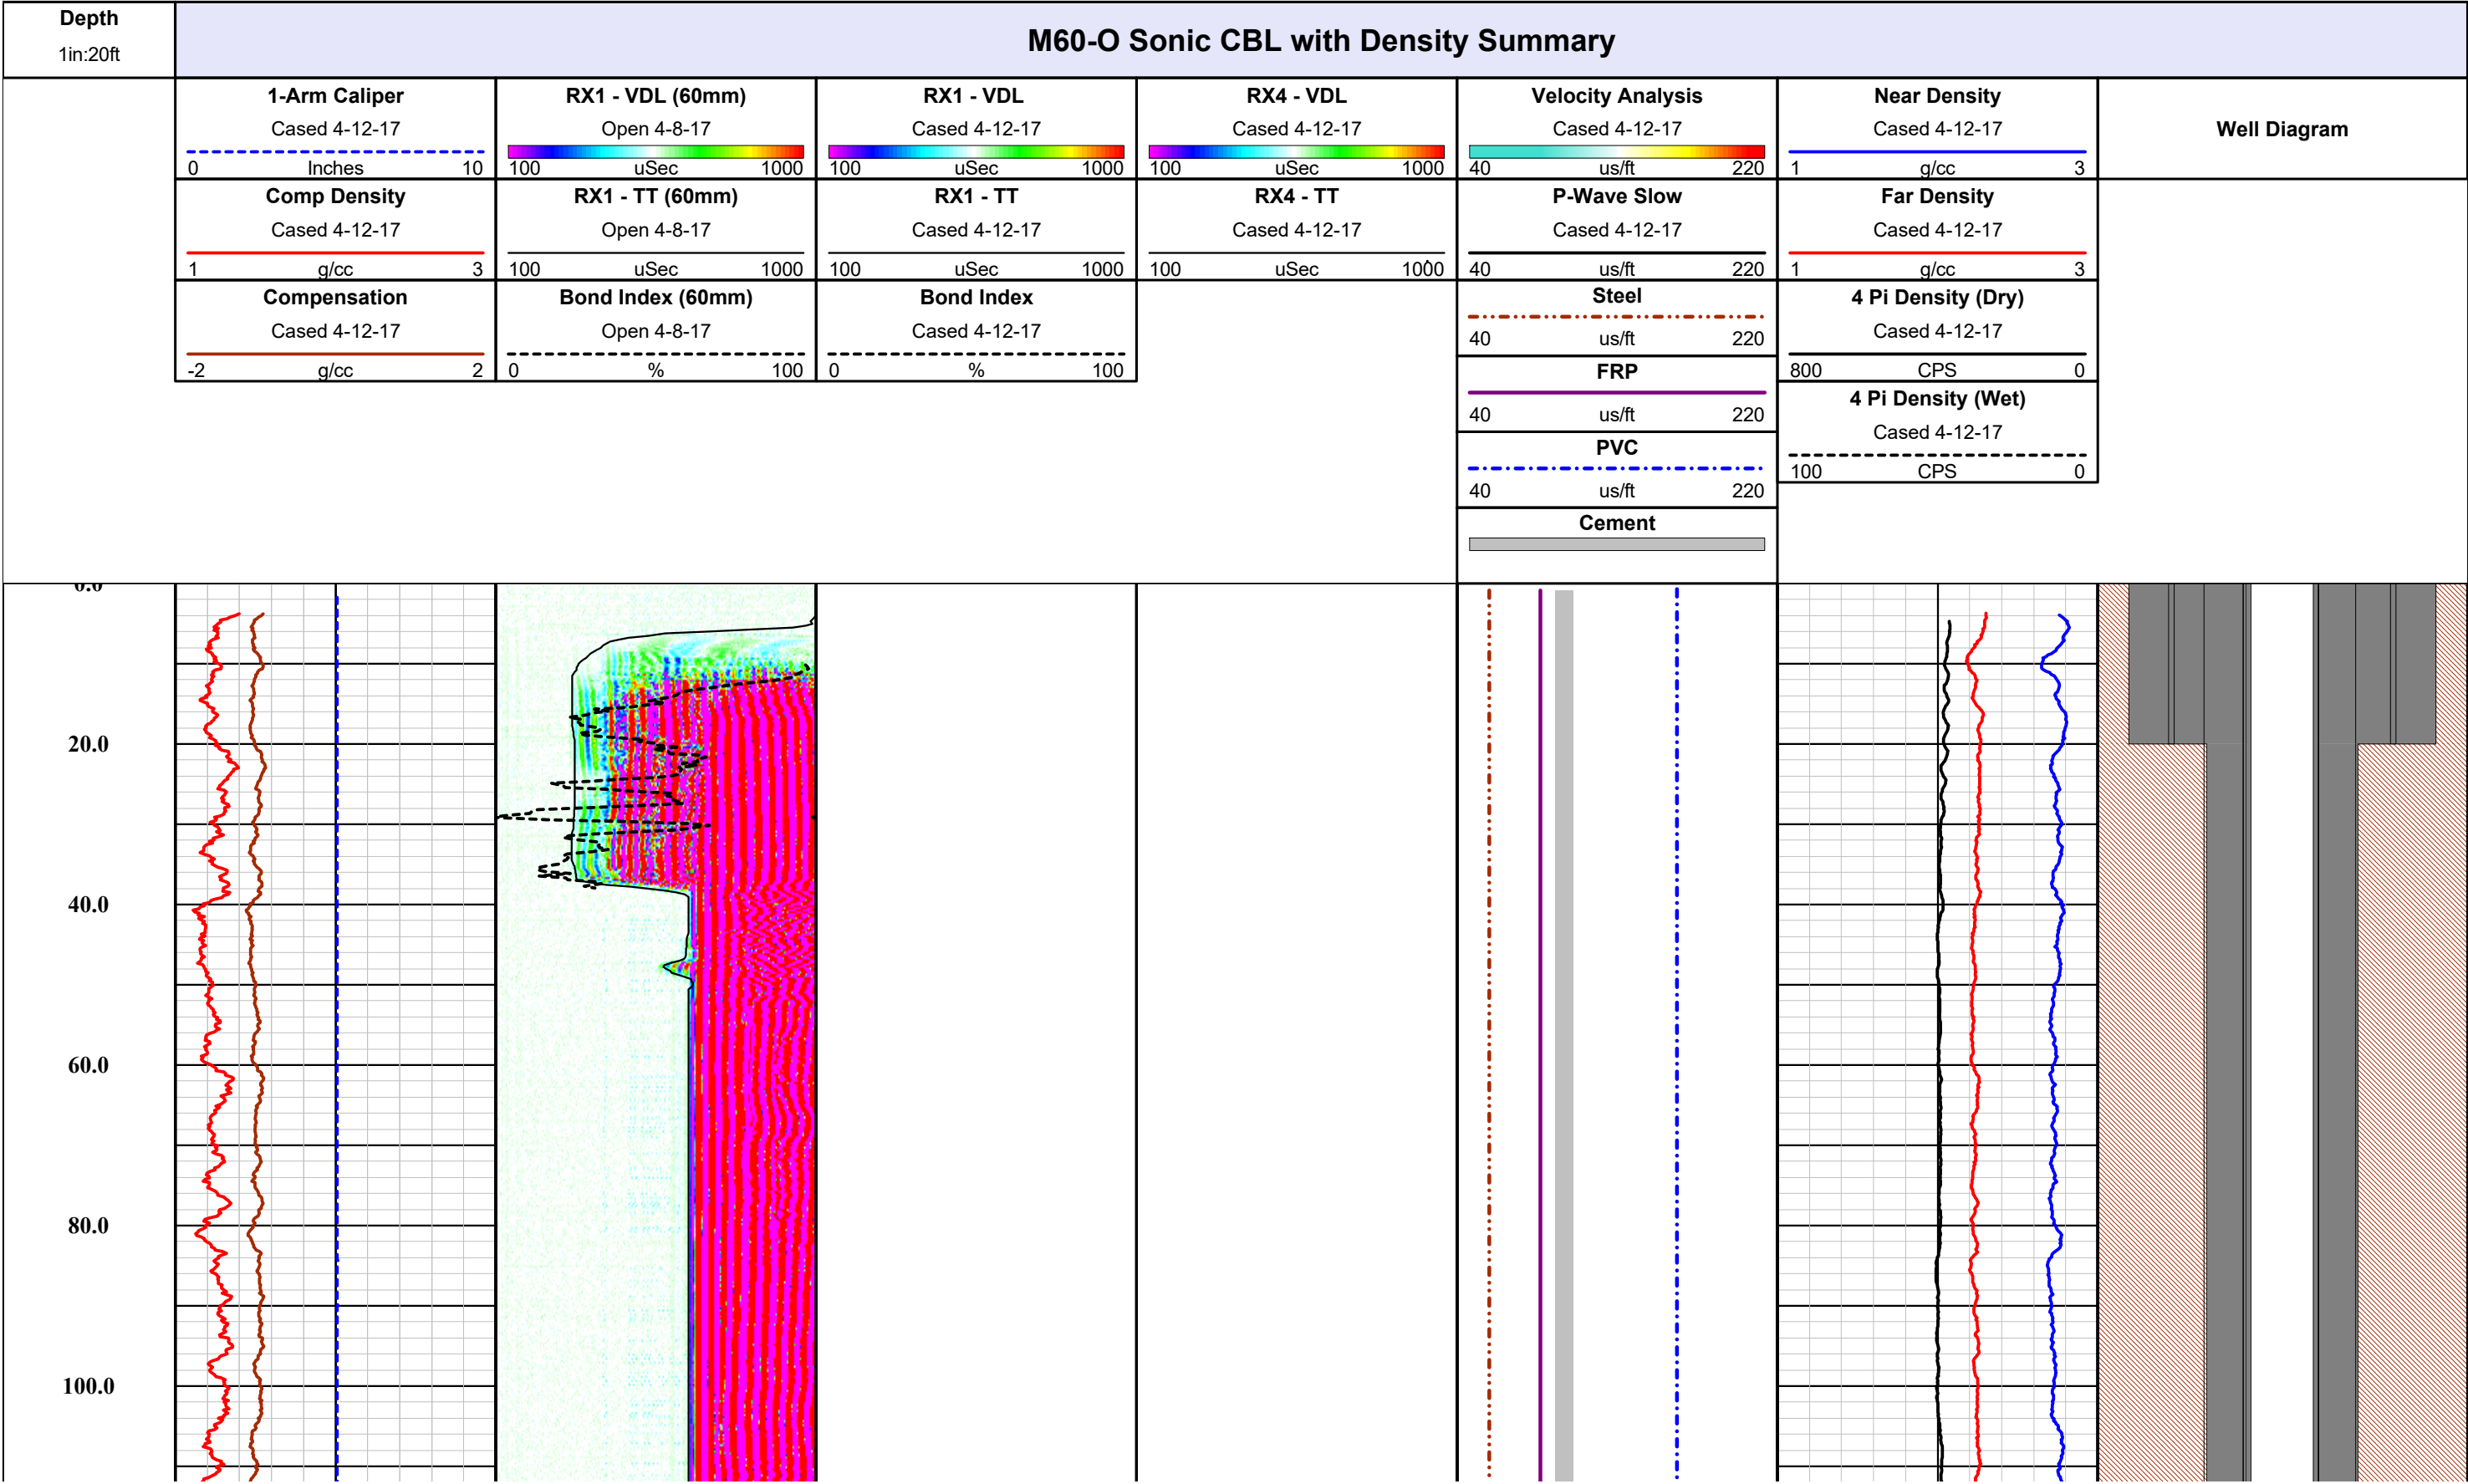 Depth
1in:20ft
M60-O Sonic CBL with Density Summary
1-Arm Caliper
Cased 4-12-17
0 Inches 10
Comp Density
Cased 4-12-17
1 g/cc 3
Compensation
Cased 4-12-17
-2 g/cc 2
RX1 - VDL (60mm)
Open 4-8-17
100 uSec 1000
RX1 - TT (60mm)
Open 4-8-17
100 uSec 1000
Bond Index (60mm)
Open 4-8-17
0 % 100
RX1 - VDL
Cased 4-12-17
100 uSec 1000
RX1 - TT
Cased 4-12-17
100 uSec 1000
Bond Index
Cased 4-12-17
0 % 100
RX4 - VDL
Cased 4-12-17
100 uSec 1000
RX4 - TT
Cased 4-12-17
100 uSec 1000
Velocity Analysis
Cased 4-12-17
40 us/ft 220
P-Wave Slow
Cased 4-12-17
40 us/ft 220
Steel
40 us/ft 220
FRP
40 us/ft 220
PVC
40 us/ft 220
Cement
Near Density
Cased 4-12-17
1 g/cc 3
Far Density
Cased 4-12-17
1 g/cc 3
4 Pi Density (Dry)
Cased 4-12-17
800 CPS 0
4 Pi Density (Wet)
Cased 4-12-17
100 CPS 0
Well Diagram
0.0
20.0
40.0
60.0
80.0
100.0